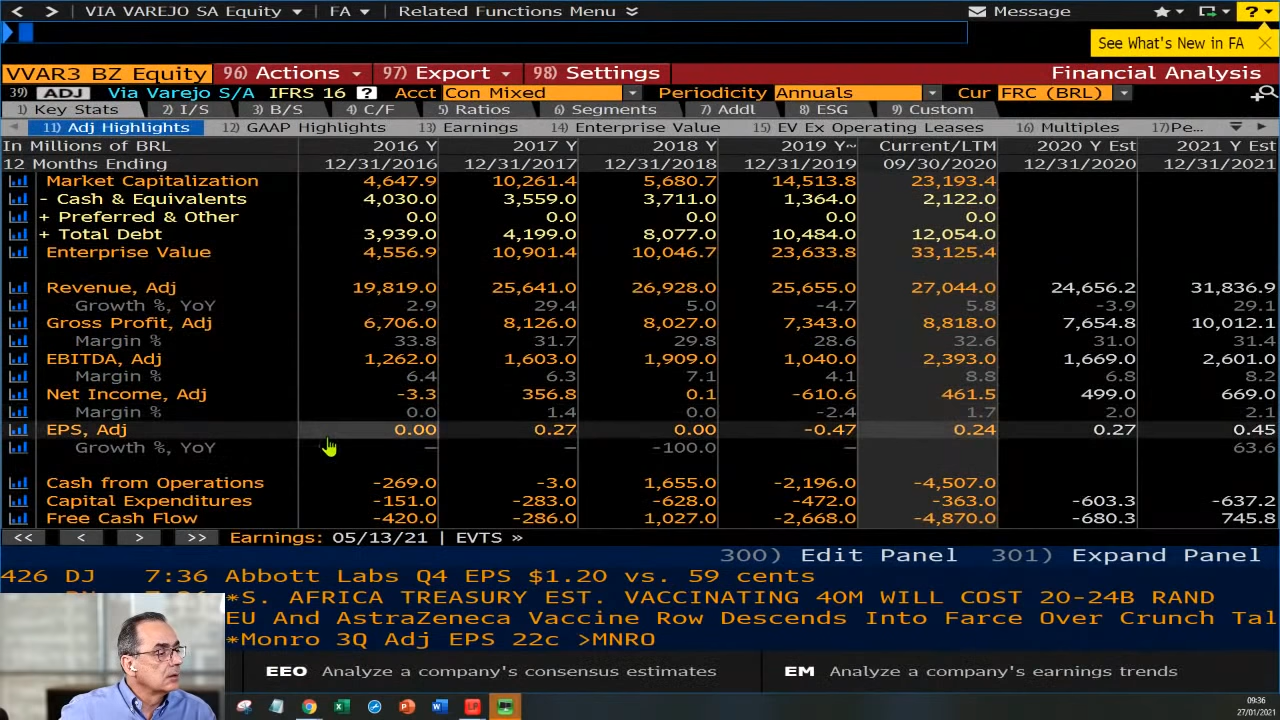 < > VIA VAREJO SA Equity ▾ | FA ▾ | Related Functions Menu Message ? ▾
See What's New in FA ×
VVAR3 BZ Equity 96) Actions ▾ 97) Export ▾ 98) Settings Financial Analysis
39) ADJ Via Varejo S/A IFRS 16 ? Acct Con Mixed Periodicity Annuals Cur FRC (BRL)
1) Key Stats 2) I/S 3) B/S 4) C/F 5) Ratios 6) Segments 7) Addl 8) ESG 9) Custom
11) Adj Highlights 12) GAAP Highlights 13) Earnings 14) Enterprise Value 15) EV Ex Operating Leases 16) Multiples 17) Pe...
In Millions of BRL 2016 Y 2017 Y 2018 Y 2019 Y~ Current/LTM 2020 Y Est 2021 Y Est
12 Months Ending 12/31/2016 12/31/2017 12/31/2018 12/31/2019 09/30/2020 12/31/2020 12/31/2021
Market Capitalization 4,647.9 10,261.4 5,680.7 14,513.8 23,193.4
- Cash & Equivalents 4,030.0 3,559.0 3,711.0 1,364.0 2,122.0
+ Preferred & Other 0.0 0.0 0.0 0.0 0.0
+ Total Debt 3,939.0 4,199.0 8,077.0 10,484.0 12,054.0
Enterprise Value 4,556.9 10,901.4 10,046.7 23,633.8 33,125.4
Revenue, Adj 19,819.0 25,641.0 26,928.0 25,655.0 27,044.0 24,656.2 31,836.9
Growth %, YoY 2.9 29.4 5.0 -4.7 5.8 -3.9 29.1
Gross Profit, Adj 6,706.0 8,126.0 8,027.0 7,343.0 8,818.0 7,654.8 10,012.1
Margin % 33.8 31.7 29.8 28.6 32.6 31.0 31.4
EBITDA, Adj 1,262.0 1,603.0 1,909.0 1,040.0 2,393.0 1,669.0 2,601.0
Margin % 6.4 6.3 7.1 4.1 8.8 6.8 8.2
Net Income, Adj -3.3 356.8 0.1 -610.6 461.5 499.0 669.0
Margin % 0.0 1.4 0.0 -2.4 1.7 2.0 2.1
EPS, Adj 0.00 0.27 0.00 -0.47 0.24 0.27 0.45
Growth %, YoY — — -100.0 — 63.6
Cash from Operations -269.0 -3.0 1,655.0 -2,196.0 -4,507.0
Capital Expenditures -151.0 -283.0 -628.0 -472.0 -363.0 -603.3 -637.2
Free Cash Flow -420.0 -286.0 1,027.0 -2,668.0 -4,870.0 -680.3 745.8
<< < > >> Earnings: 05/13/21 | EVTS »
300) Edit Panel 301) Expand Panel
426 DJ 7:36 Abbott Labs Q4 EPS $1.20 vs. 59 cents
*S. AFRICA TREASURY EST. VACCINATING 40M WILL COST 20-24B RAND
EU And AstraZeneca Vaccine Row Descends Into Farce Over Crunch Tal
*Monro 3Q Adj EPS 22c >MNRO
EEO Analyze a company's consensus estimates EM Analyze a company's earnings trends
09:36
27/01/2021